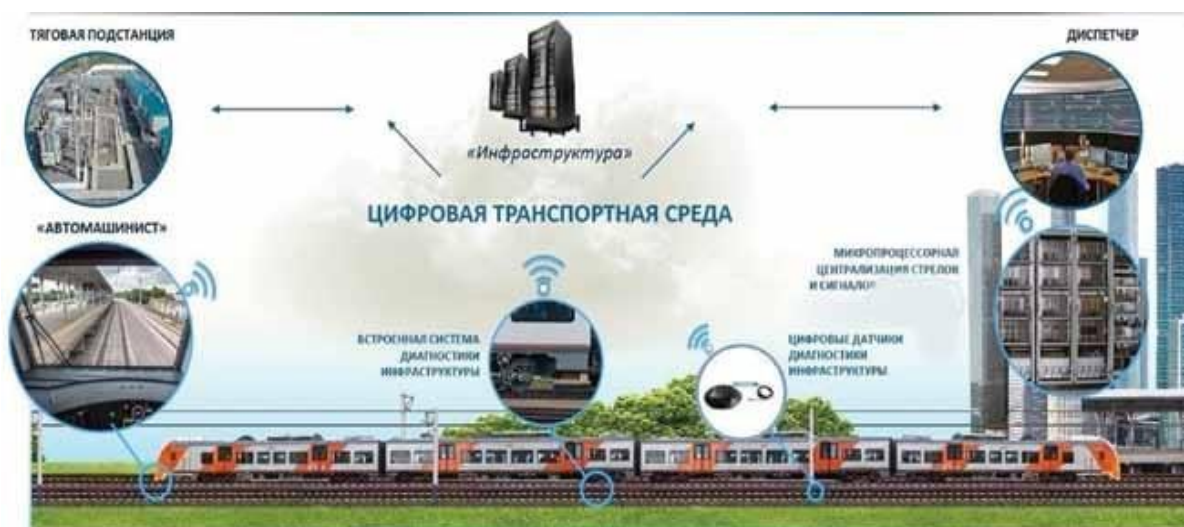 ТЯГОВАЯ ПОДСТАНЦИЯ
ДИСПЕТЧЕР
«Инфраструктура»
ЦИФРОВАЯ ТРАНСПОРТНАЯ СРЕДА
«АВТОМАШИНИСТ»
МИКРОПРОЦЕССОРНАЯ
ЦЕНТРАЛИЗАЦИЯ СТРЕЛОК
И СИГНАЛО
ВСТРОЕННАЯ СИСТЕМА
ДИАГНОСТИКИ
ИНФРАСТРУКТУРЫ
ЦИФРОВЫЕ ДАТЧИКИ
ДИАГНОСТИКИ
ИНФРАСТРУКТУРЫ